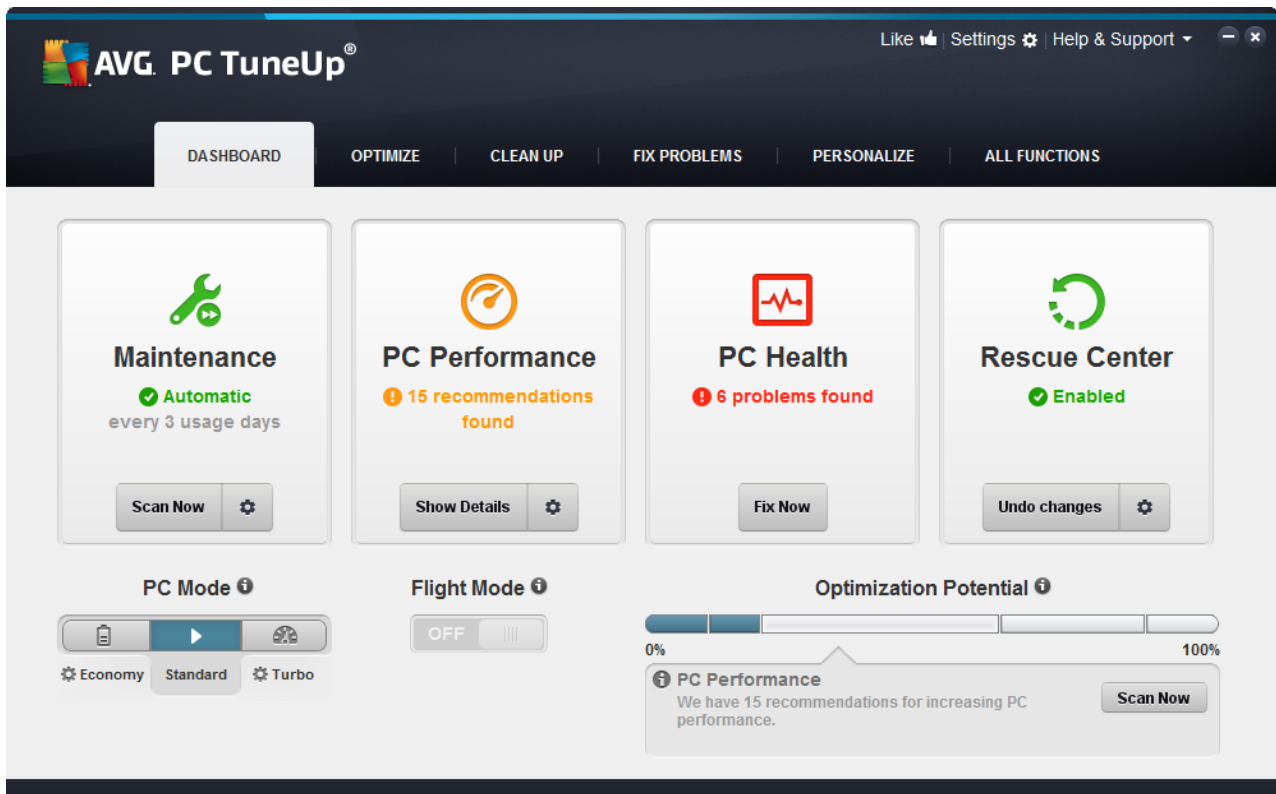 Like | Settings | Help & Support
AVG. PC TuneUp®
DASHBOARD
OPTIMIZE
CLEAN UP
FIX PROBLEMS
PERSONALIZE
ALL FUNCTIONS
Maintenance
Automatic
every 3 usage days
Scan Now
PC Performance
15 recommendations
found
Show Details
PC Health
6 problems found
Fix Now
Rescue Center
Enabled
Undo changes
PC Mode
Economy
Standard
Turbo
Flight Mode
OFF
Optimization Potential
0%
100%
PC Performance
We have 15 recommendations for increasing PC
performance.
Scan Now